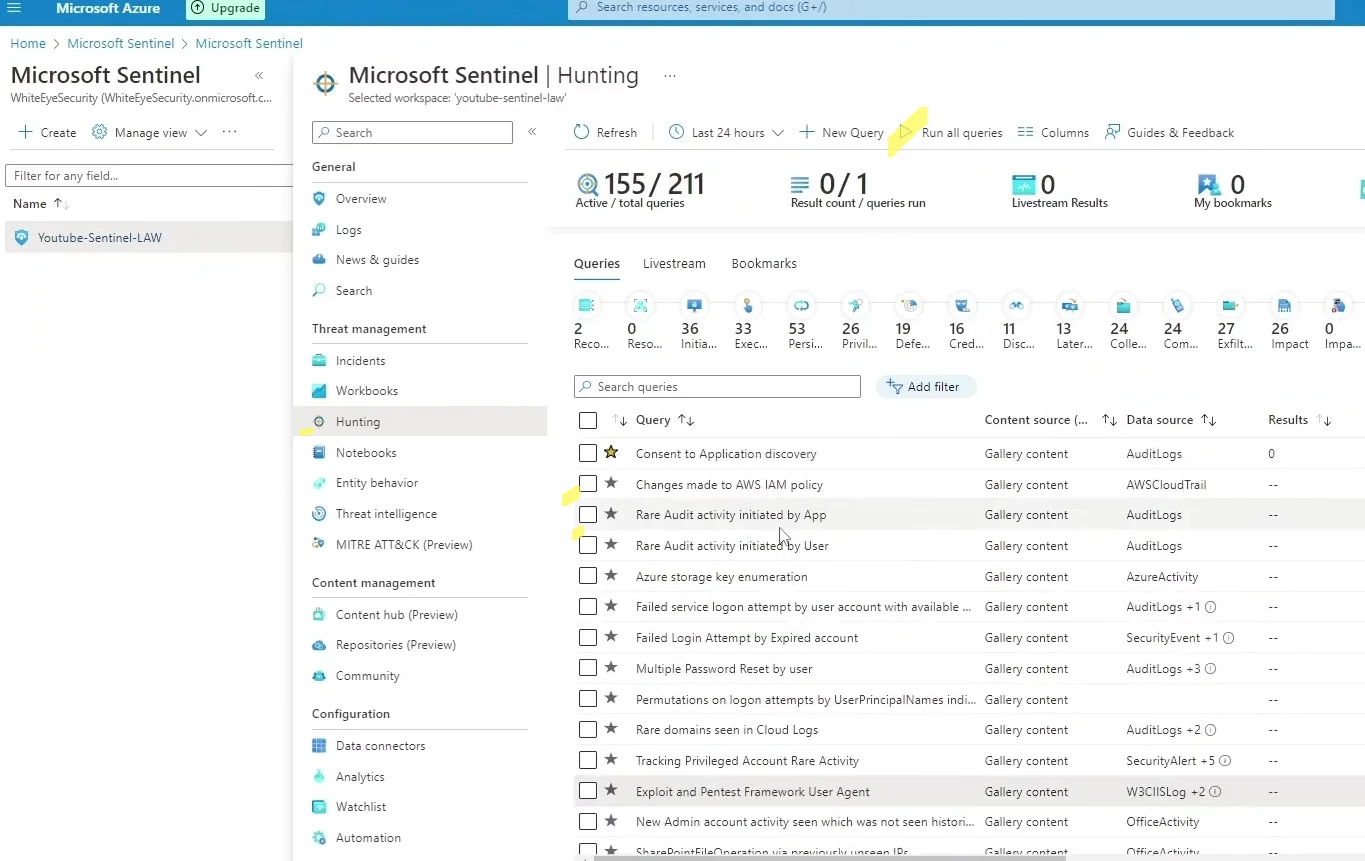 Microsoft Azure
Upgrade
Search resources, services, and docs (G+/)
Home > Microsoft Sentinel > Microsoft Sentinel
Microsoft Sentinel «
WhiteEyeSecurity (WhiteEyeSecurity.onmicrosoft.c...
+ Create Manage view ...
Filter for any field...
Name ↑↓
Youtube-Sentinel-LAW
Microsoft Sentinel | Hunting ...
Selected workspace: 'youtube-sentinel-law'
Search «
General
Overview
Logs
News & guides
Search
Threat management
Incidents
Workbooks
Hunting
Notebooks
Entity behavior
Threat intelligence
MITRE ATT&CK (Preview)
Content management
Content hub (Preview)
Repositories (Preview)
Community
Configuration
Data connectors
Analytics
Watchlist
Automation
Refresh Last 24 hours + New Query Run all queries Columns Guides & Feedback
155 / 211 0 / 1 0 0
Active / total queries Result count / queries run Livestream Results My bookmarks
Queries Livestream Bookmarks
2 0 36 33 53 26 19 16 11 13 24 24 27 26 0
Reco... Reso... Initia... Exec... Persi... Privil... Defe... Cred... Disc... Later... Colle... Com... Exfilt... Impact Impa...
Search queries Add filter
↑↓ Query ↑↓ Content source (... ↑↓ Data source ↑↓ Results ↑↓
Consent to Application discovery Gallery content AuditLogs 0
Changes made to AWS IAM policy Gallery content AWSCloudTrail --
Rare Audit activity initiated by App Gallery content AuditLogs --
Rare Audit activity initiated by User Gallery content AuditLogs --
Azure storage key enumeration Gallery content AzureActivity --
Failed service logon attempt by user account with available ... Gallery content AuditLogs +1 --
Failed Login Attempt by Expired account Gallery content SecurityEvent +1 --
Multiple Password Reset by user Gallery content AuditLogs +3 --
Permutations on logon attempts by UserPrincipalNames indi... Gallery content --
Rare domains seen in Cloud Logs Gallery content AuditLogs +2 --
Tracking Privileged Account Rare Activity Gallery content SecurityAlert +5 --
Exploit and Pentest Framework User Agent Gallery content W3CIISLog +2 --
New Admin account activity seen which was not seen histori... Gallery content OfficeActivity --
SharePointFileOperation via previously unseen IPs Gallery content OfficeActivity --